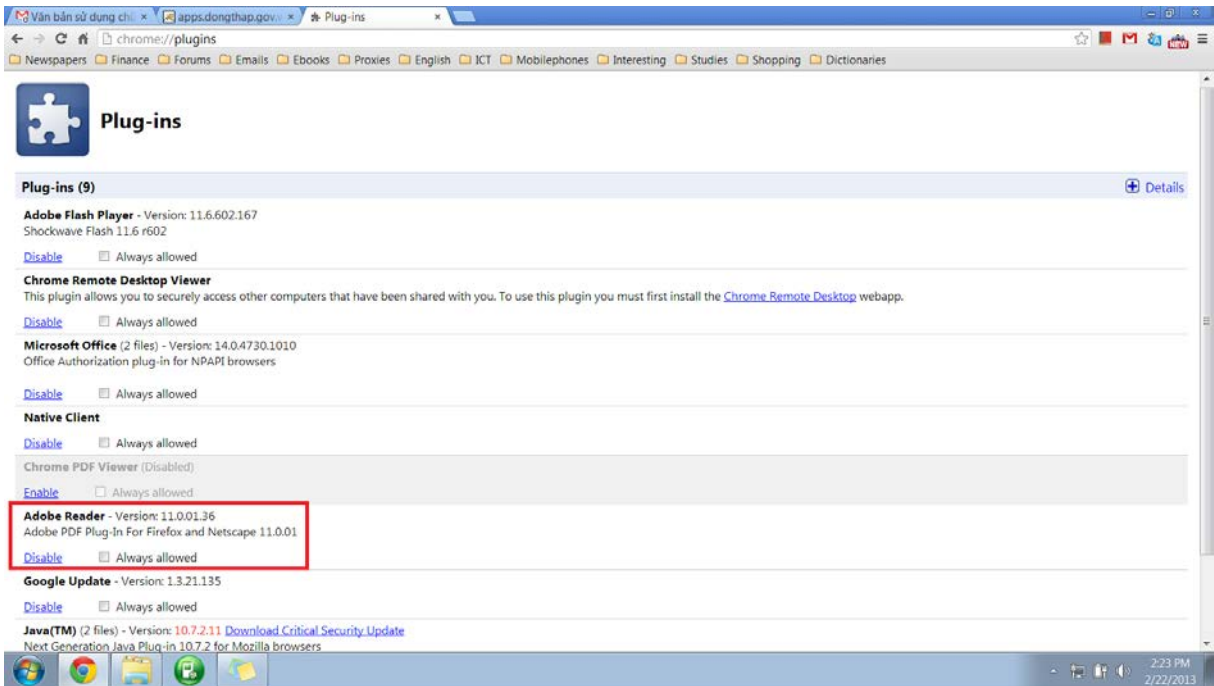 Văn bản sử dụng ch
apps.dongthap.gov.v
Plug-ins
chrome://plugins
NEW
Newspapers Finance Forums Emails Ebooks Proxies English ICT Mobilephones Interesting Studies Shopping Dictionaries
Plug-ins
Plug-ins (9) Details
Adobe Flash Player - Version: 11.6.602.167
Shockwave Flash 11.6 r602
Disable Always allowed
Chrome Remote Desktop Viewer
This plugin allows you to securely access other computers that have been shared with you. To use this plugin you must first install the Chrome Remote Desktop webapp.
Disable Always allowed
Microsoft Office (2 files) - Version: 14.0.4730.1010
Office Authorization plug-in for NPAPI browsers
Disable Always allowed
Native Client
Disable Always allowed
Chrome PDF Viewer (Disabled)
Enable Always allowed
Adobe Reader - Version: 11.0.01.36
Adobe PDF Plug-In For Firefox and Netscape 11.0.01
Disable Always allowed
Google Update - Version: 1.3.21.135
Disable Always allowed
Java(TM) (2 files) - Version: 10.7.2.11 Download Critical Security Update
Next Generation Java Plug-in 10.7.2 for Mozilla browsers
2:23 PM
2/22/2013